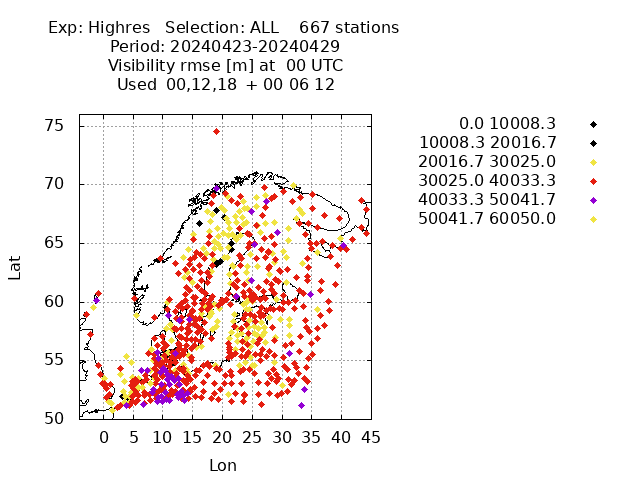 Exp: Highres Selection: ALL 667 stations
Period: 20240423-20240429
Visibility rmse [m] at 00 UTC
Used 00,12,18 + 00 06 12
0.0 10008.3
10008.3 20016.7
20016.7 30025.0
30025.0 40033.3
40033.3 50041.7
50041.7 60050.0
75
70
65
60
55
50
Lat
0 5 10 15 20 25 30 35 40 45
Lon